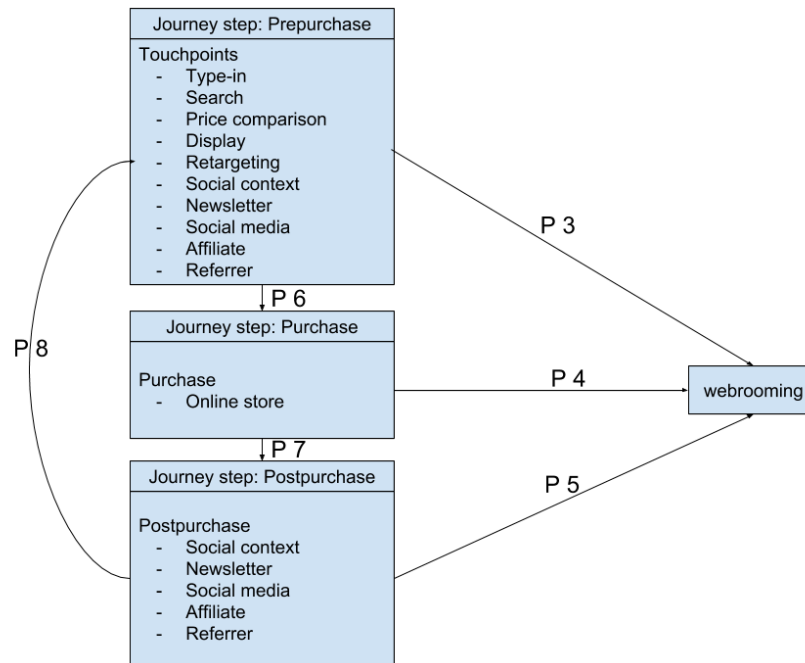 Journey step: Prepurchase
Touchpoints
- Type-in
- Search
- Price comparison
- Display
- Retargeting
- Social context
- Newsletter
- Social media
- Affiliate
- Referrer
P 3
P 6
Journey step: Purchase
P 8
Purchase
- Online store
P 4
webrooming
P 7
Journey step: Postpurchase
P 5
Postpurchase
- Social context
- Newsletter
- Social media
- Affiliate
- Referrer